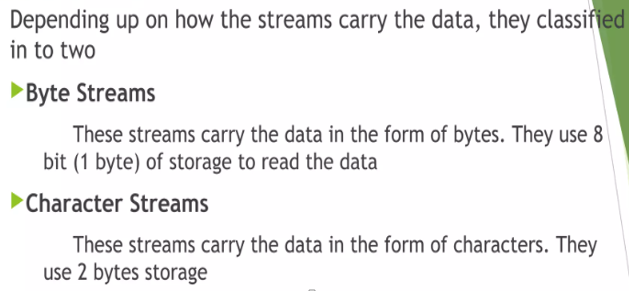 Depending up on how the streams carry the data, they classified
in to two
Byte Streams
These streams carry the data in the form of bytes. They use 8
bit (1 byte) of storage to read the data
Character Streams
These streams carry the data in the form of characters. They
use 2 bytes storage